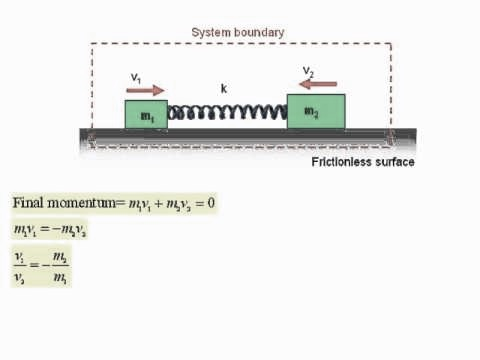 System boundary
v₁
v₂
k
m₁
m₂
Frictionless surface
Final momentum= m₁v₁ + m₂v₂ = 0
m₁v₁ = −m₂v₂
v₁/v₂ = − m₂/m₁